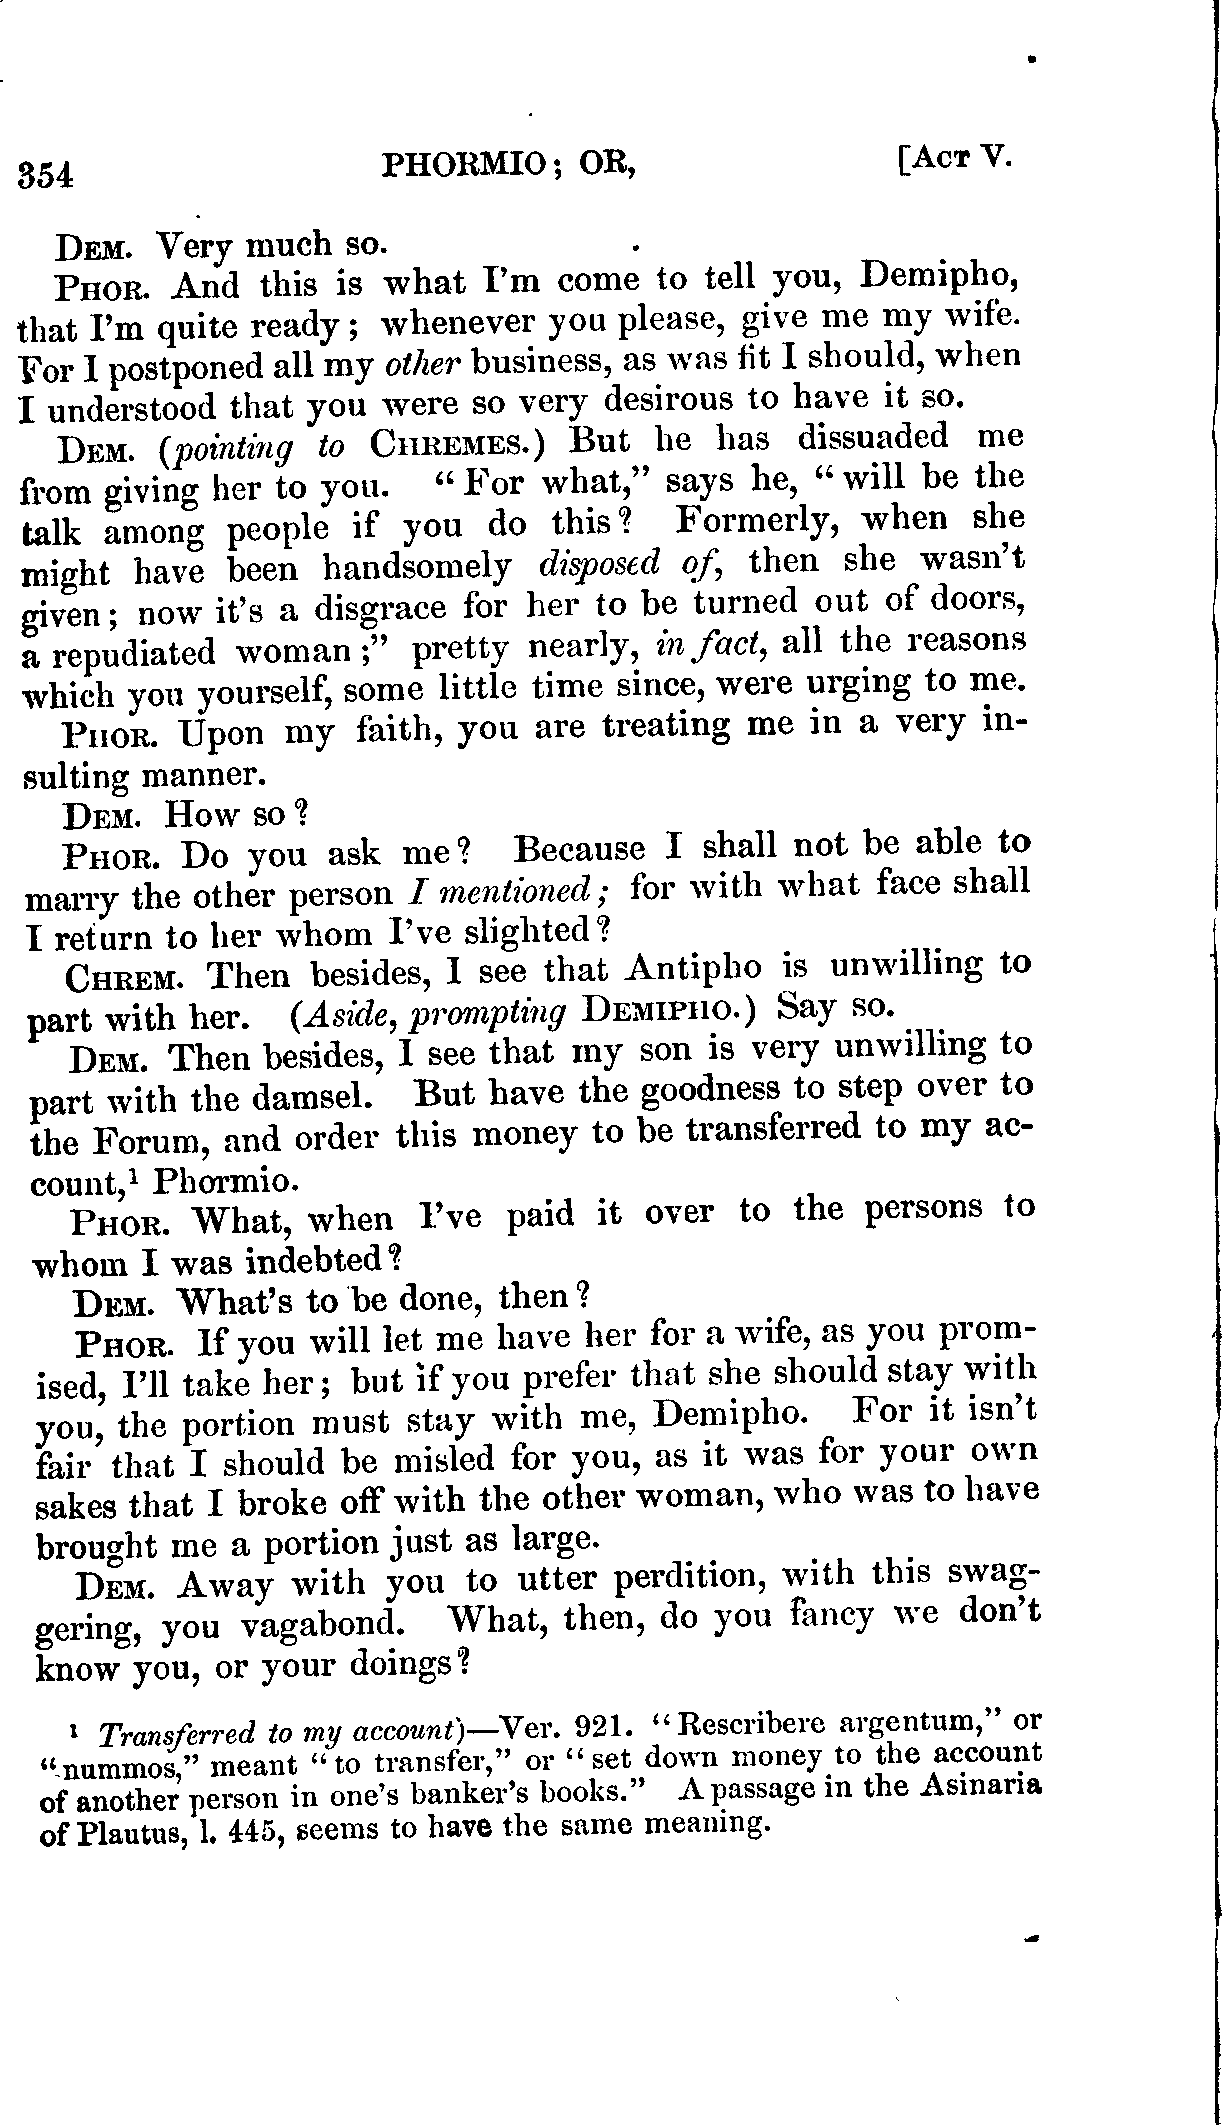 354 PHORMIO; OR, [ACT V.
DEM. Very much so.
PHOR. And this is what I'm come to tell you, Demipho,
that I'm quite ready; whenever you please, give me my wife.
For I postponed all my other business, as was fit I should, when
I understood that you were so very desirous to have it so.
DEM. (pointing to CHREMES.) But he has dissuaded me
from giving her to you. "For what," says he, "will be the
talk among people if you do this? Formerly, when she
might have been handsomely disposed of, then she wasn't
given; now it's a disgrace for her to be turned out of doors,
a repudiated woman;" pretty nearly, in fact, all the reasons
which you yourself, some little time since, were urging to me.
PHOR. Upon my faith, you are treating me in a very in-
sulting manner.
DEM. How so?
PHOR. Do you ask me? Because I shall not be able to
marry the other person I mentioned; for with what face shall
I return to her whom I've slighted?
CHREM. Then besides, I see that Antipho is unwilling to
part with her. (Aside, prompting DEMIPHO.) Say so.
DEM. Then besides, I see that my son is very unwilling to
part with the damsel. But have the goodness to step over to
the Forum, and order this money to be transferred to my ac-
count,¹ Phormio.
PHOR. What, when I've paid it over to the persons to
whom I was indebted?
DEM. What's to be done, then?
PHOR. If you will let me have her for a wife, as you prom-
ised, I'll take her; but if you prefer that she should stay with
you, the portion must stay with me, Demipho. For it isn't
fair that I should be misled for you, as it was for your own
sakes that I broke off with the other woman, who was to have
brought me a portion just as large.
DEM. Away with you to utter perdition, with this swag-
gering, you vagabond. What, then, do you fancy we don't
know you, or your doings?
¹ Transferred to my account)—Ver. 921. "Rescribere argentum," or
"nummos," meant "to transfer," or "set down money to the account
of another person in one's banker's books." A passage in the Asinaria
of Plautus, l. 445, seems to have the same meaning.